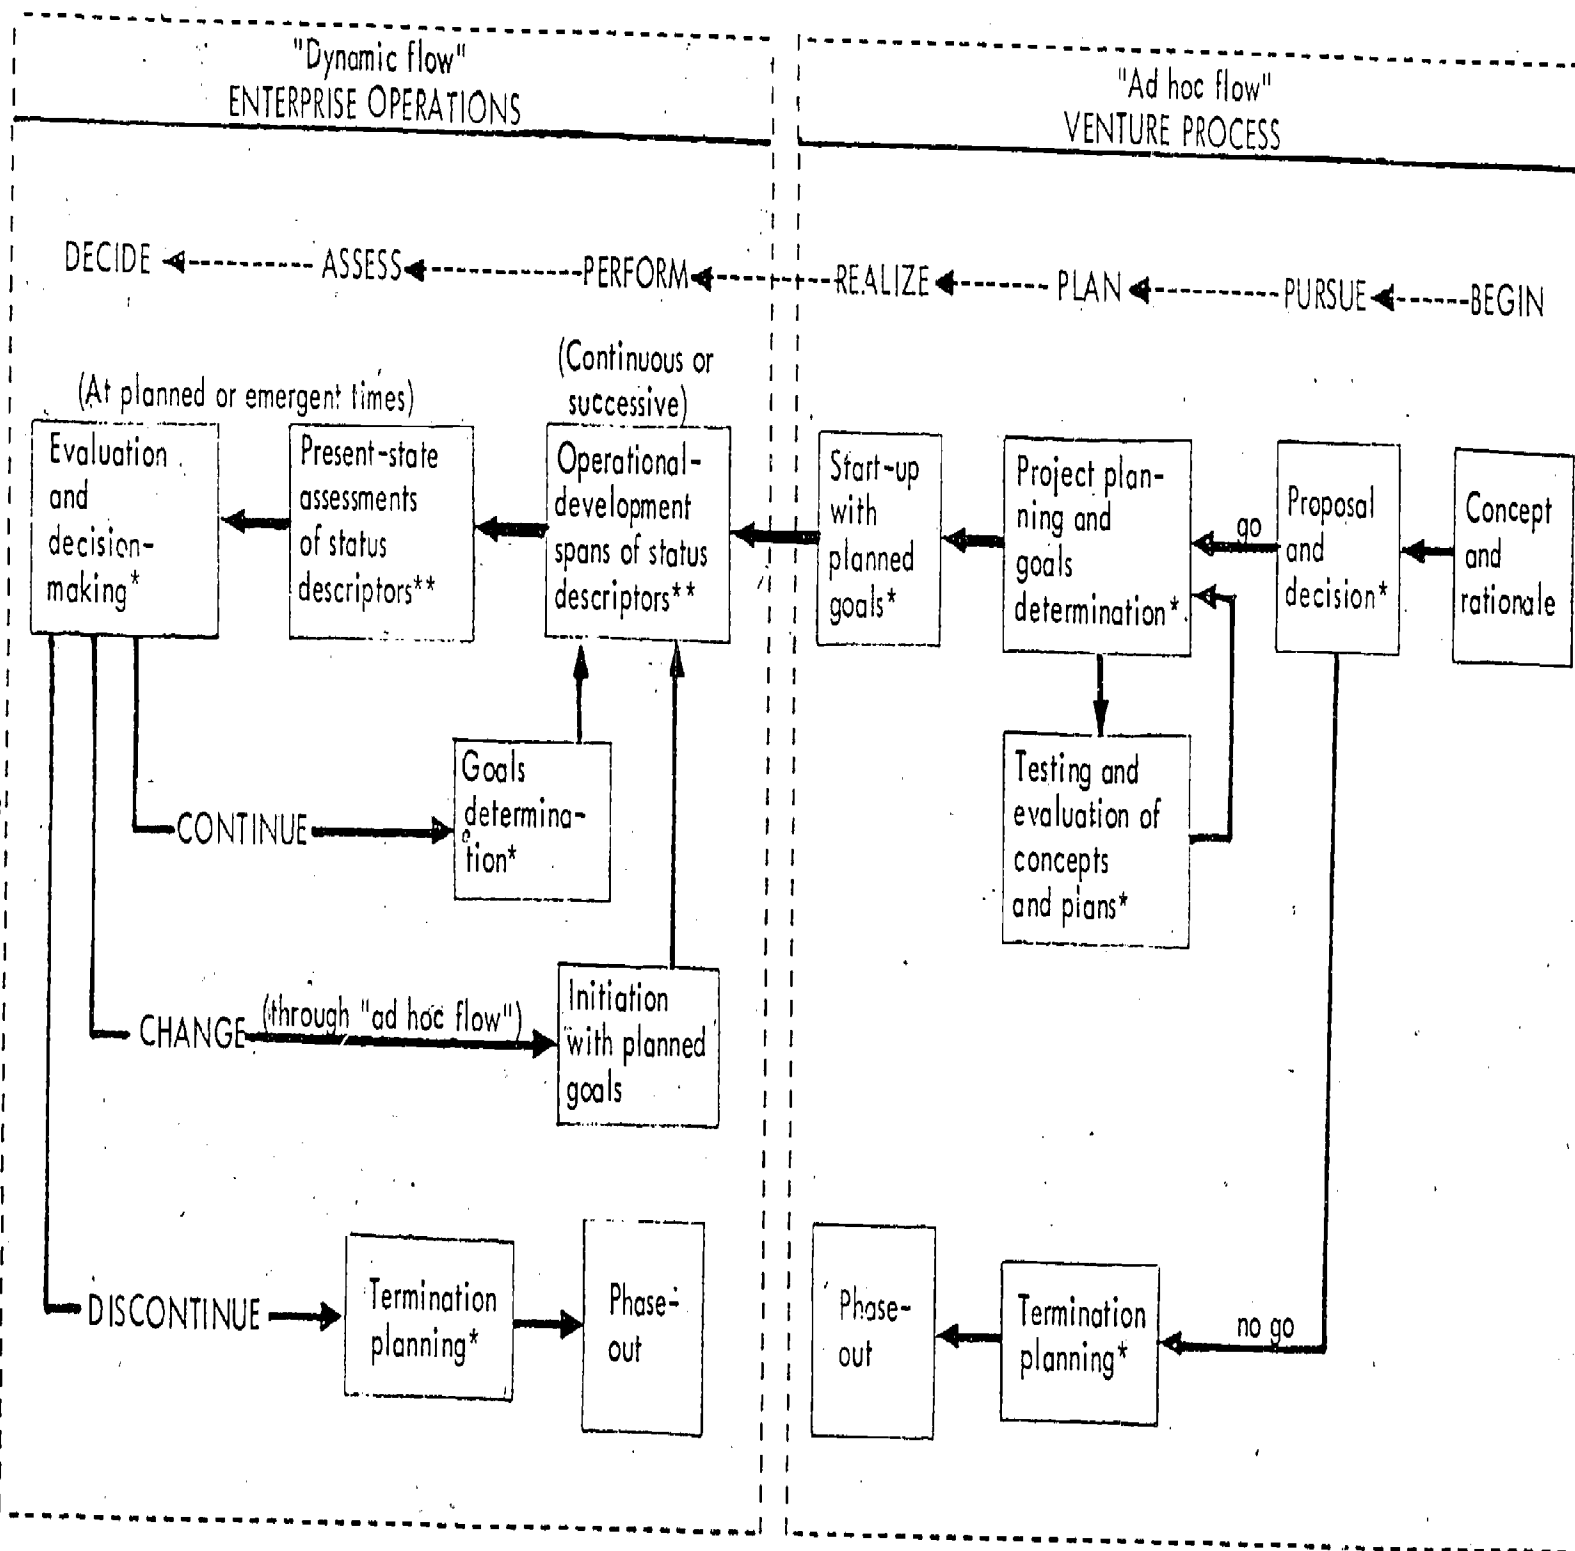 "Dynamic flow"
ENTERPRISE OPERATIONS
"Ad hoc flow"
VENTURE PROCESS
DECIDE
ASSESS
PERFORM
REALIZE
PLAN
PURSUE
BEGIN
(At planned or emergent times)
(Continuous or
successive)
Evaluation
and
decision-
making*
Present-state
assessments
of status
descriptors**
Operational-
development
spans of status
descriptors**
Start-up
with
planned
goals*
Project plan-
ning and
goals
determination*
go
Proposal
and
decision*
Concept
and
rationale
CONTINUE
Goals
determina-
tion*
Testing and
evaluation of
concepts
and plans*
CHANGE
(through "ad hoc flow")
Initiation
with planned
goals
DISCONTINUE
Termination
planning*
Phase-
out
Phase-
out
Termination
planning*
no go